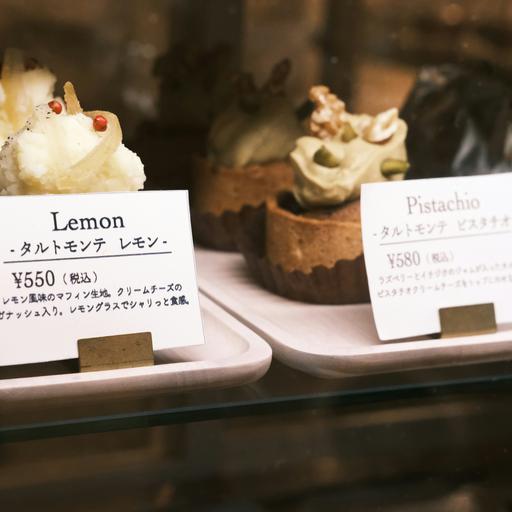 Lemon
- タルトモンテ レモン -
¥550（税込）
レモン風味のマフィン生地。クリームチーズの
ガナッシュ入り。レモングラスでシャリっと食感。
Pistachio
- タルトモンテ ピスタチオ
¥580（税込）
ラズベリーとイチジクのジャムが入った
ピスタチオクリームチーズをトップに